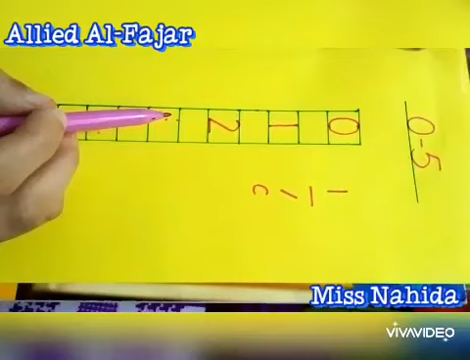 Allied Al-Fajar
0-5
0 1 2
Miss Nahida
VIVAVIDEO